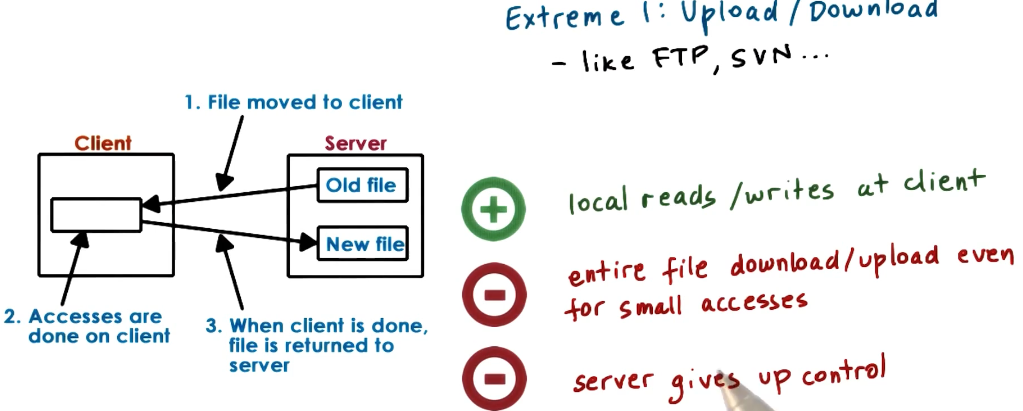 Extreme 1: Upload / Download
- like FTP, SVN...
1. File moved to client
Client
Server
Old file
New file
2. Accesses are
done on client
3. When client is done,
file is returned to
server
local reads / writes at client
entire file download/upload even
for small accesses
server gives up control